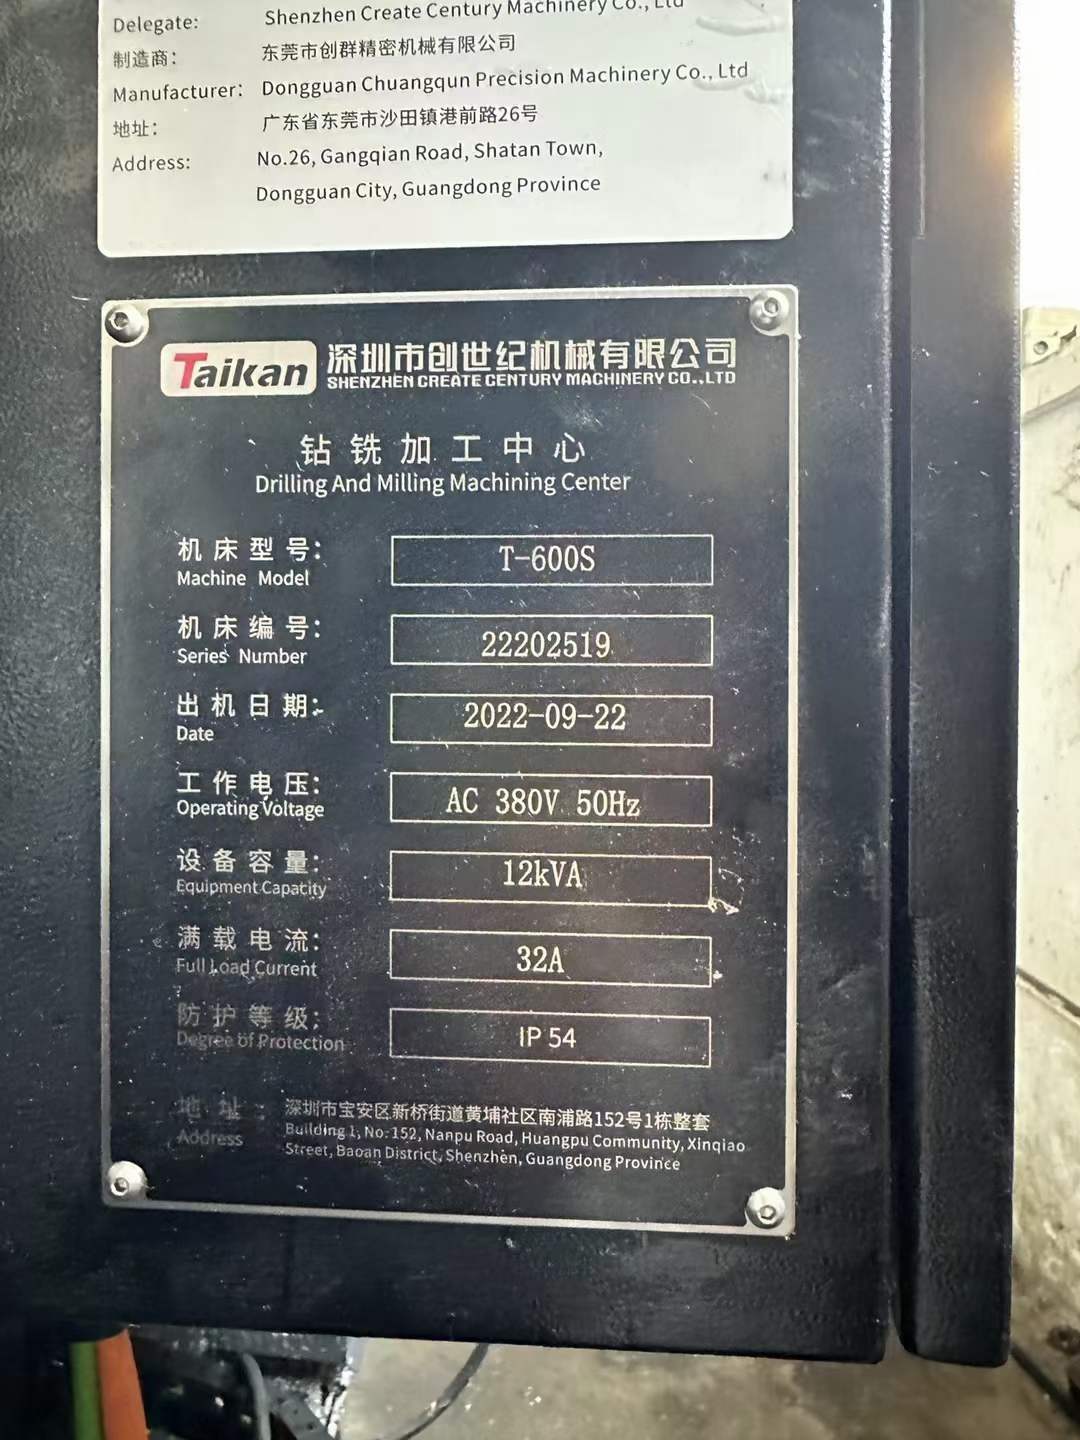 Delegate: Shenzhen Create Century Machinery Co., Ltd
制造商： 东莞市创群精密机械有限公司
Manufacturer: Dongguan Chuangqun Precision Machinery Co., Ltd
地址： 广东省东莞市沙田镇港前路26号
Address: No.26, Gangqian Road, Shatan Town,
Dongguan City, Guangdong Province
Taikan 深圳市创世纪机械有限公司
SHENZHEN CREATE CENTURY MACHINERY CO.,LTD
钻铣加工中心
Drilling And Milling Machining Center
机床型号： T-600S
Machine Model
机床编号： 22202519
Series Number
出机日期： 2022-09-22
Date
工作电压： AC 380V 50Hz
Operating Voltage
设备容量： 12kVA
Equipment Capatity
满载电流： 32A
Full Load Current
防护等级： IP 54
Degree of Protection
地址： 深圳市宝安区新桥街道黄埔社区南浦路152号1栋整套
Address Building 1, No.152, Nanpu Road, Huangpu Community, Xinqiao
Street, Baoan District, Shenzhen, Guangdong Province